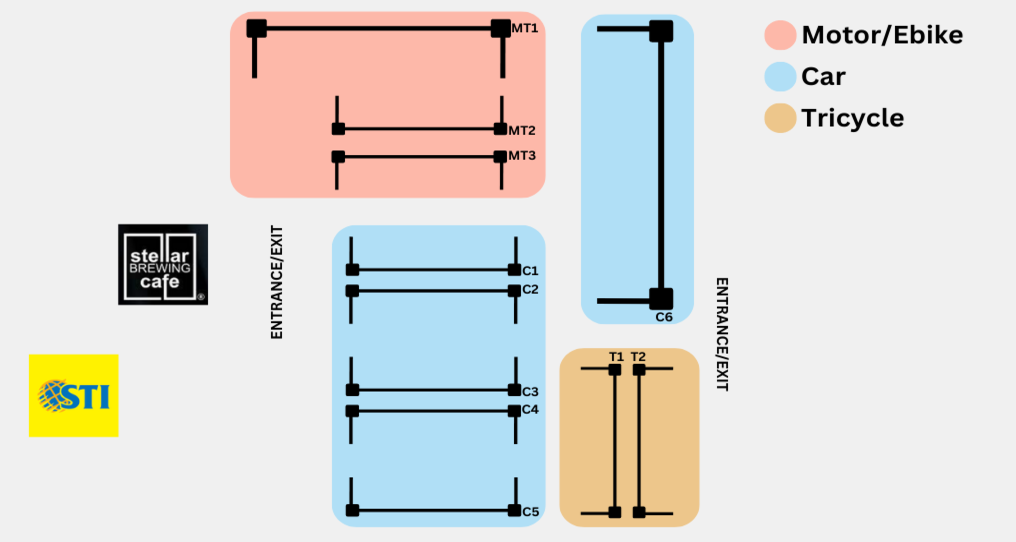 MT1
MT2
MT3
C6
Motor/Ebike
Car
Tricycle
stellar
BREWING
cafe
®
ENTRANCE/EXIT
C1
C2
C3
C4
C5
STI
ENTRANCE/EXIT
T1 T2